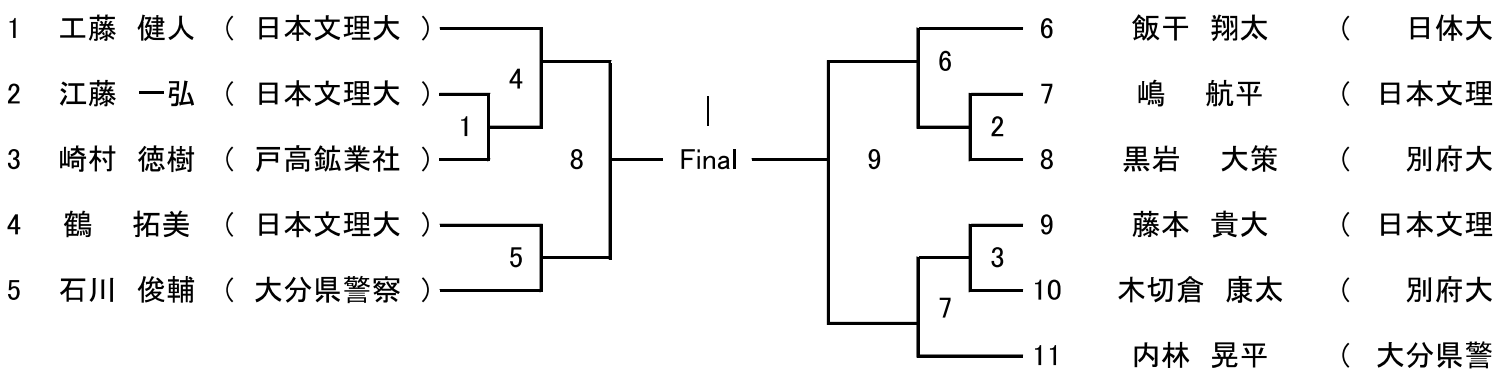 1 工藤 健人 ( 日本文理大 ) 6 飯干 翔太 ( 日体大
4 6
2 江藤 一弘 ( 日本文理大 ) 7 嶋 航平 ( 日本文理
1 2
3 崎村 徳樹 ( 戸高鉱業社 ) 8 Final 9 8 黒岩 大策 ( 別府大
4 鶴 拓美 ( 日本文理大 ) 9 藤本 貴大 ( 日本文理
5 3
5 石川 俊輔 ( 大分県警察 ) 10 木切倉 康太 ( 別府大
7
11 内林 晃平 ( 大分県警